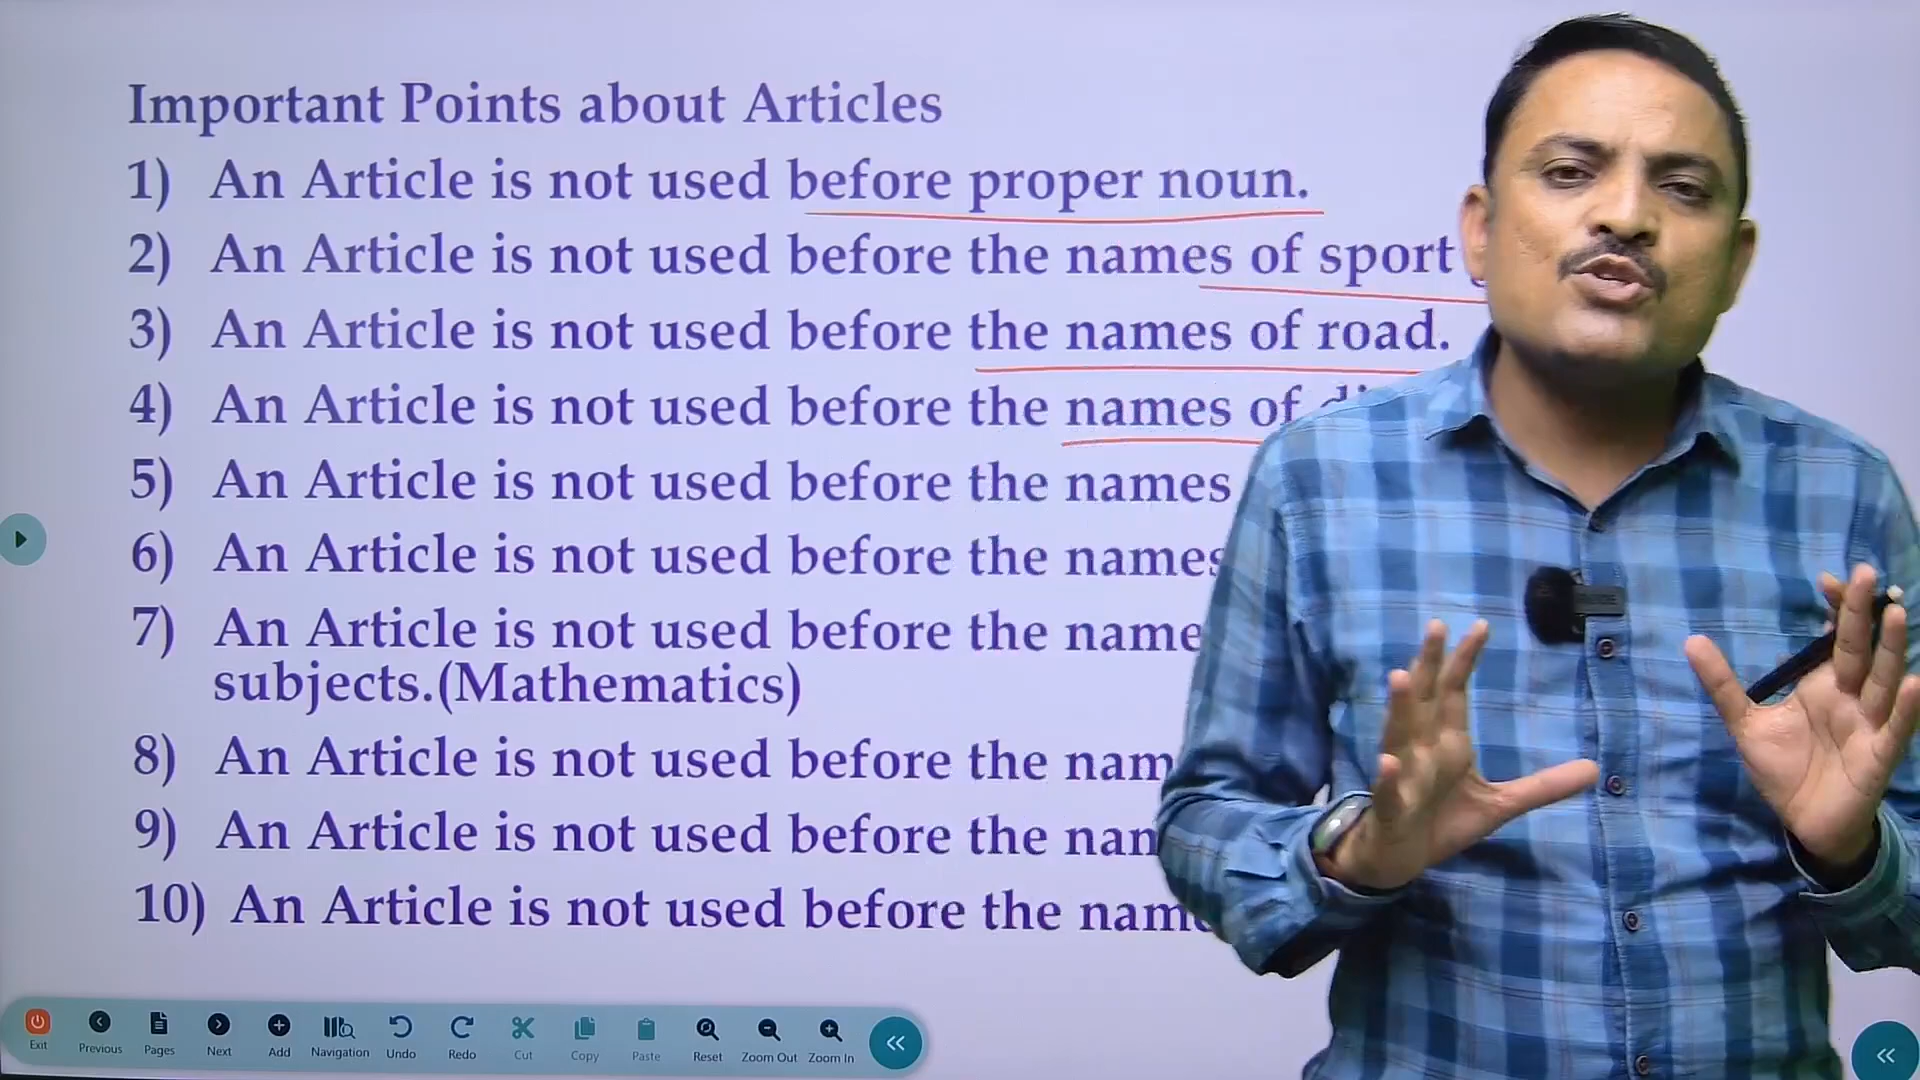 Important Points about Articles
1) An Article is not used before proper noun.
2) An Article is not used before the names of sport
3) An Article is not used before the names of road.
4) An Article is not used before the names of
5) An Article is not used before the names
6) An Article is not used before the names
7) An Article is not used before the name
subjects.(Mathematics)
8) An Article is not used before the
9) An Article is not used before the
10) An Article is not used before the
Exit Previous Pages Next Add Navigation Undo Redo Cut Copy Paste Reset Zoom Out Zoom In